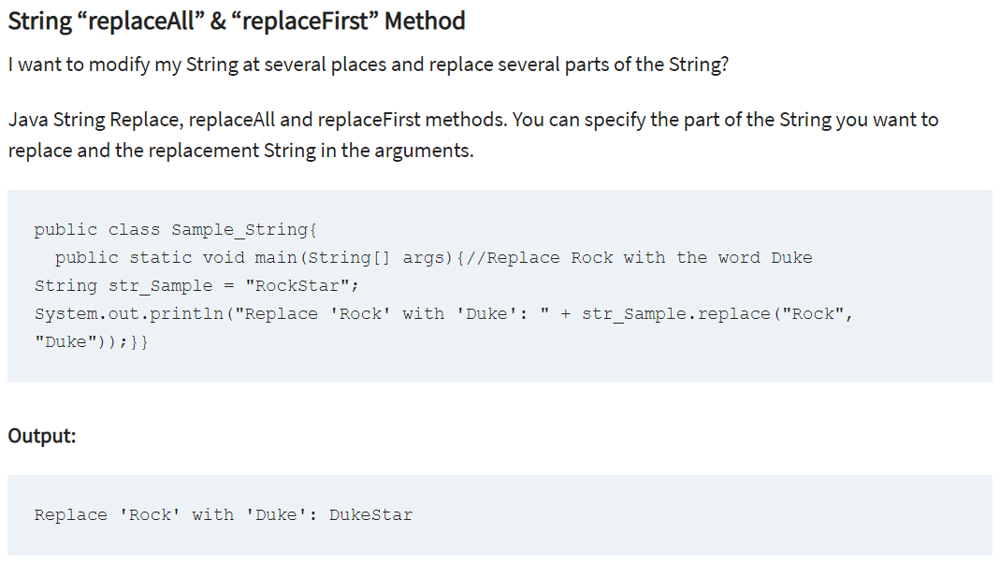 String “replaceAll” & “replaceFirst” Method
I want to modify my String at several places and replace several parts of the String?
Java String Replace, replaceAll and replaceFirst methods. You can specify the part of the String you want to
replace and the replacement String in the arguments.
public class Sample_String{
  public static void main(String[] args){//Replace Rock with the word Duke
String str_Sample = "RockStar";
System.out.println("Replace 'Rock' with 'Duke': " + str_Sample.replace("Rock",
"Duke"));}}
Output:
Replace 'Rock' with 'Duke': DukeStar